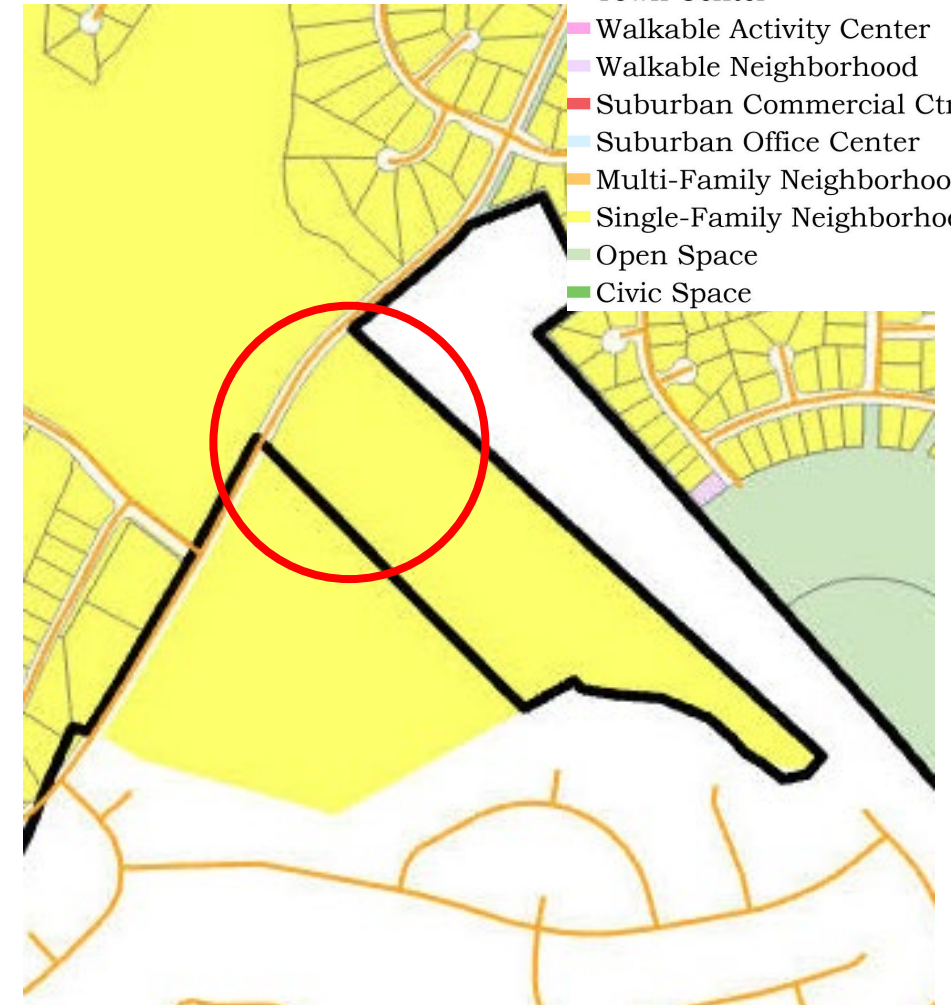 Walkable Activity Center
Walkable Neighborhood
Suburban Commercial Ctr
Suburban Office Center
Multi-Family Neighborhoo
Single-Family Neighborhoo
Open Space
Civic Space